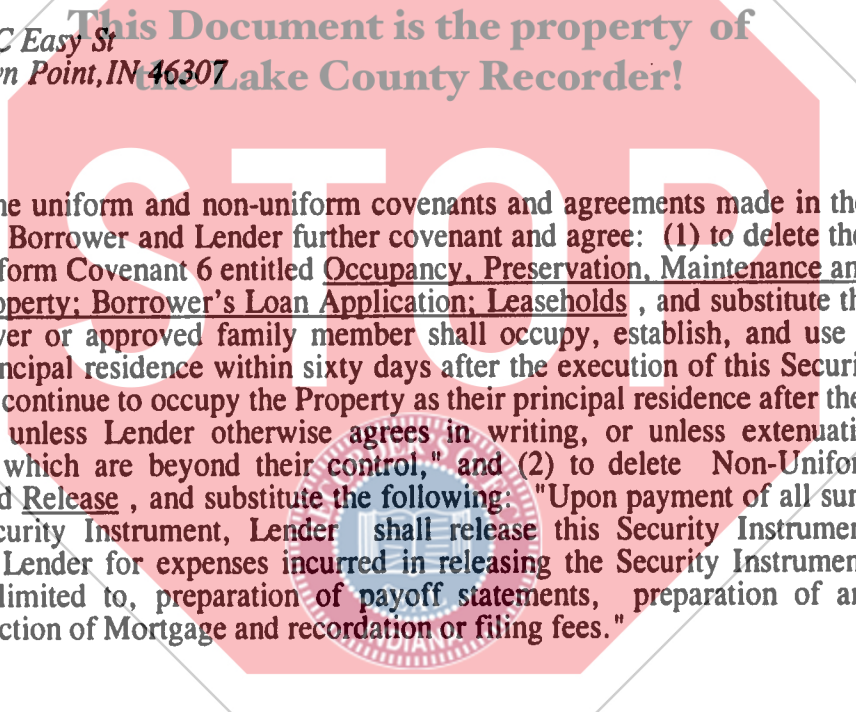 This Document is the property of
the Lake County Recorder!
C Easy St
n Point, IN 46307
STOP
he uniform and non-uniform covenants and agreements made in the
Borrower and Lender further covenant and agree: (1) to delete the
form Covenant 6 entitled Occupancy, Preservation, Maintenance an
operty; Borrower's Loan Application; Leaseholds , and substitute th
er or approved family member shall occupy, establish, and use
ncipal residence within sixty days after the execution of this Securi
continue to occupy the Property as their principal residence after the
unless Lender otherwise agrees in writing, or unless extenuati
which are beyond their control," and (2) to delete Non-Unifor
d Release , and substitute the following: "Upon payment of all sum
curity Instrument, Lender shall release this Security Instrumen
Lender for expenses incurred in releasing the Security Instrumen
limited to, preparation of payoff statements, preparation of an
ction of Mortgage and recordation or filing fees."